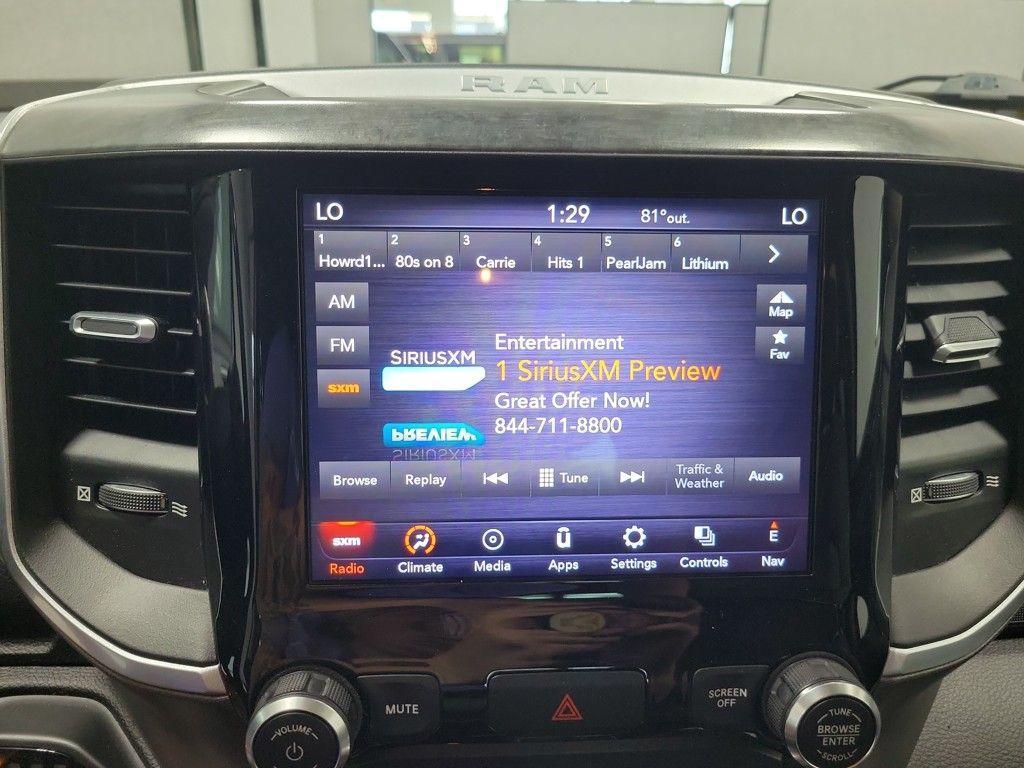 RAM
LO 1:29 81°out. LO
1 2 3 4 5 6
Howrd1... 80s on 8 Carrie Hits 1 PearlJam Lithium
AM
Map
FM
Fav
sxm
SIRIUSXM
Entertainment
1 SiriusXM Preview
Great Offer Now!
844-711-8800
PREVIEW
SIRIUSXM
Browse Replay Tune Traffic &
Weather Audio
sxm E
Radio Climate Media Apps Settings Controls Nav
MUTE
SCREEN
OFF
VOLUME
TUNE
BROWSE
ENTER
SCROLL